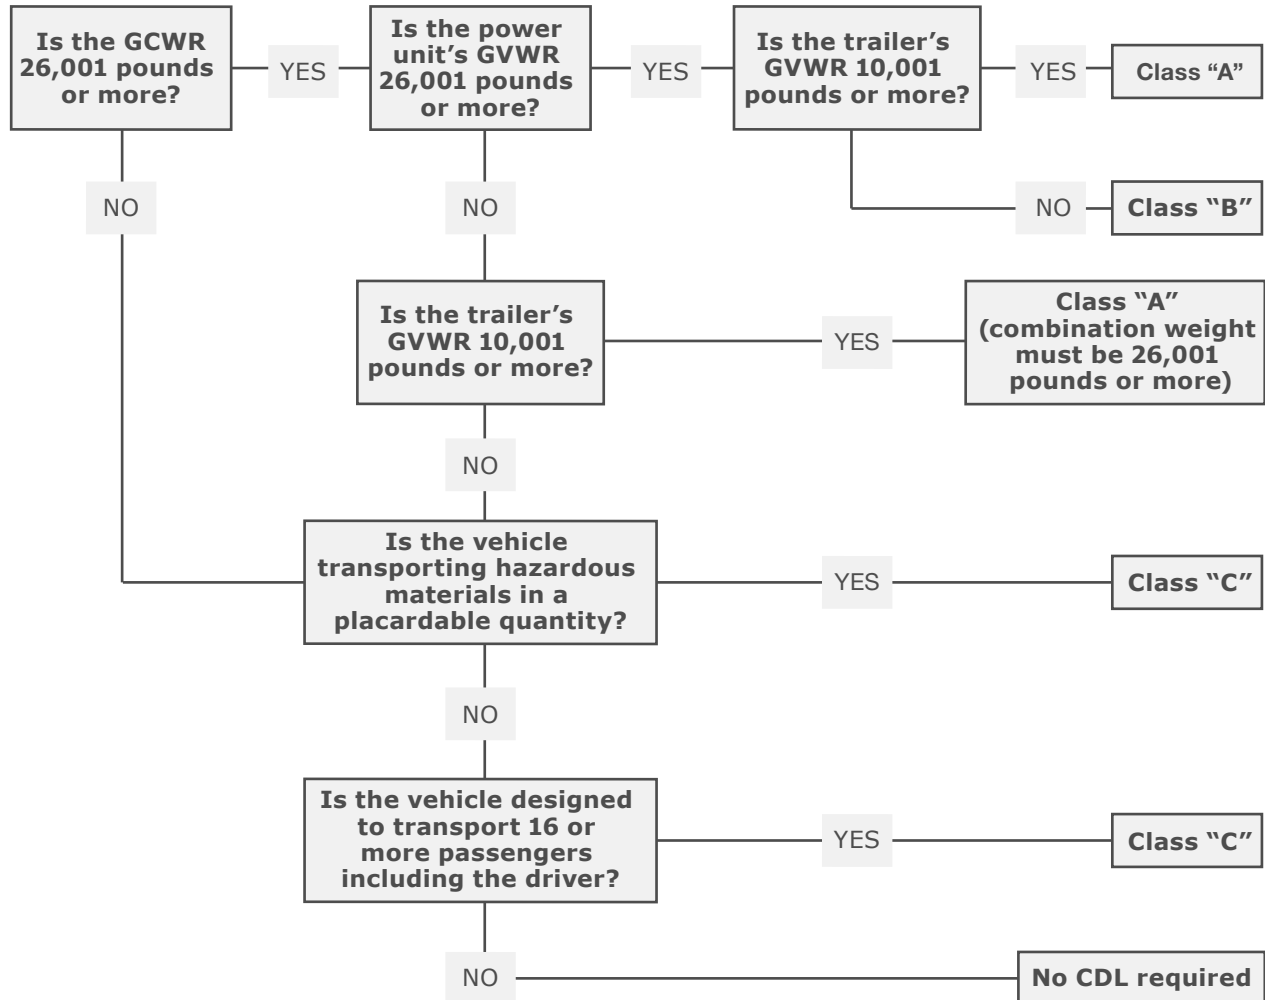 Is the GCWR
26,001 pounds
or more?
YES
Is the power
unit's GVWR
26,001 pounds
or more?
YES
Is the trailer's
GVWR 10,001
pounds or more?
YES
Class “A”
NO
NO
NO
Class “B”
Is the trailer's
GVWR 10,001
pounds or more?
YES
Class “A”
(combination weight
must be 26,001
pounds or more)
NO
Is the vehicle
transporting hazardous
materials in a
placardable quantity?
YES
Class “C”
NO
Is the vehicle designed
to transport 16 or
more passengers
including the driver?
YES
Class “C”
NO
No CDL required